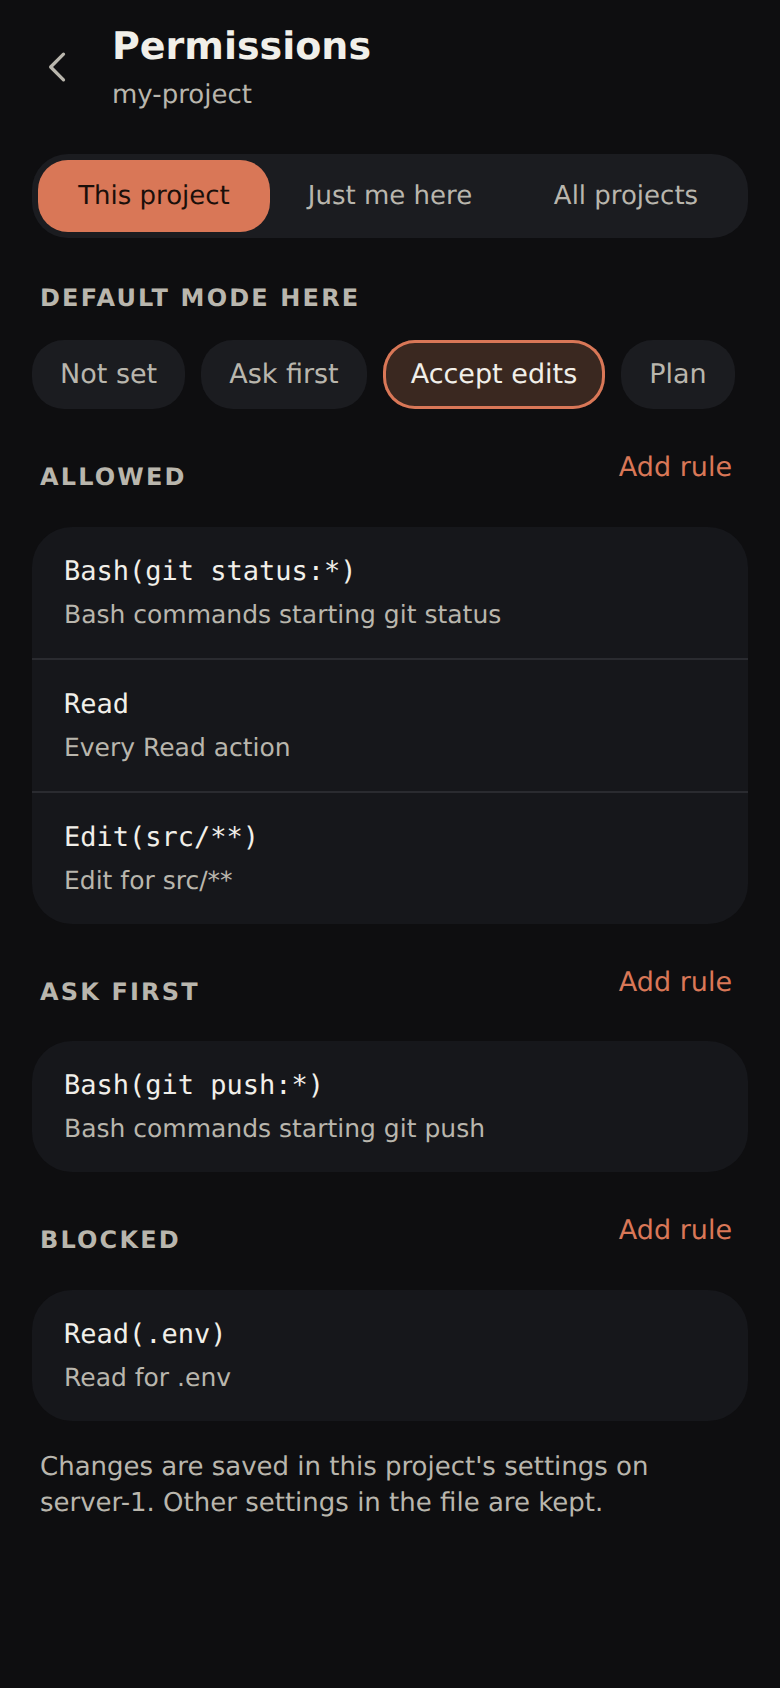 Permissions
my-project
This project
Just me here
All projects
DEFAULT MODE HERE
Not set
Ask first
Accept edits
Plan
ALLOWED
Add rule
Bash(git status:*)
Bash commands starting git status
Read
Every Read action
Edit(src/**)
Edit for src/**
ASK FIRST
Add rule
Bash(git push:*)
Bash commands starting git push
BLOCKED
Add rule
Read(.env)
Read for .env
Changes are saved in this project's settings on
server-1. Other settings in the file are kept.